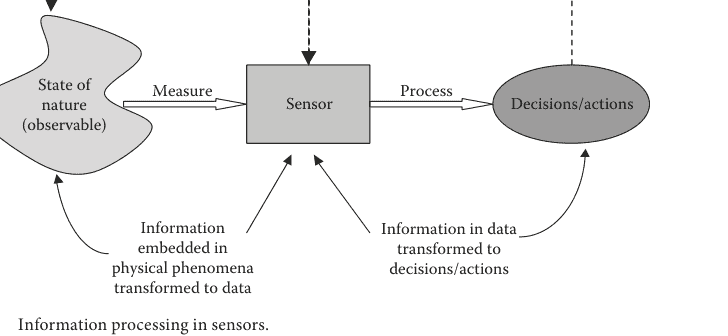 State of
nature
(observable)
Measure
Sensor
Process
Decisions/actions
Information
embedded in
physical phenomena
transformed to data
Information in data
transformed to
decisions/actions
Information processing in sensors.